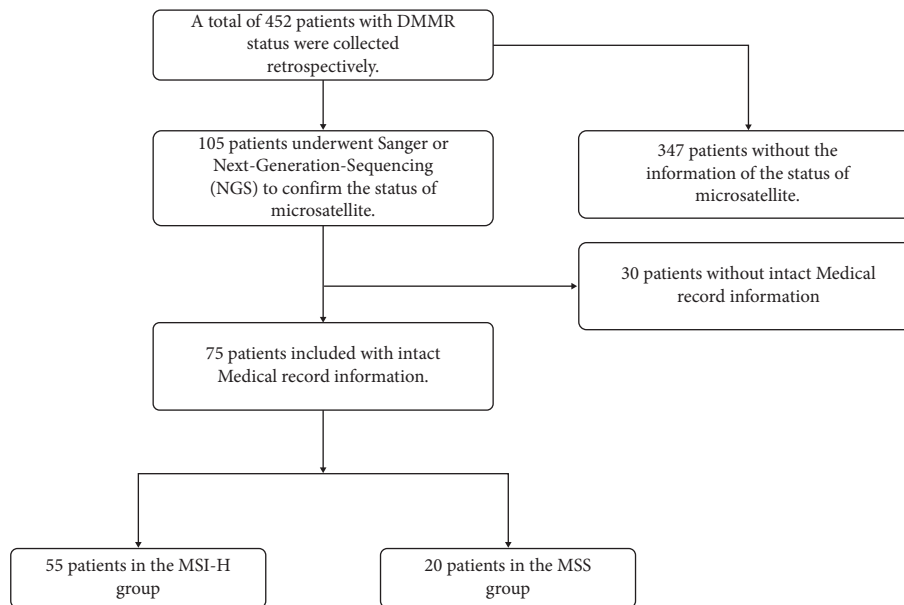 A total of 452 patients with DMMR
status were collected
retrospectively.
105 patients underwent Sanger or
Next-Generation-Sequencing
(NGS) to confirm the status of
microsatellite.
347 patients without the
information of the status of
microsatellite.
30 patients without intact Medical
record information
75 patients included with intact
Medical record information.
55 patients in the MSI-H
group
20 patients in the MSS
group